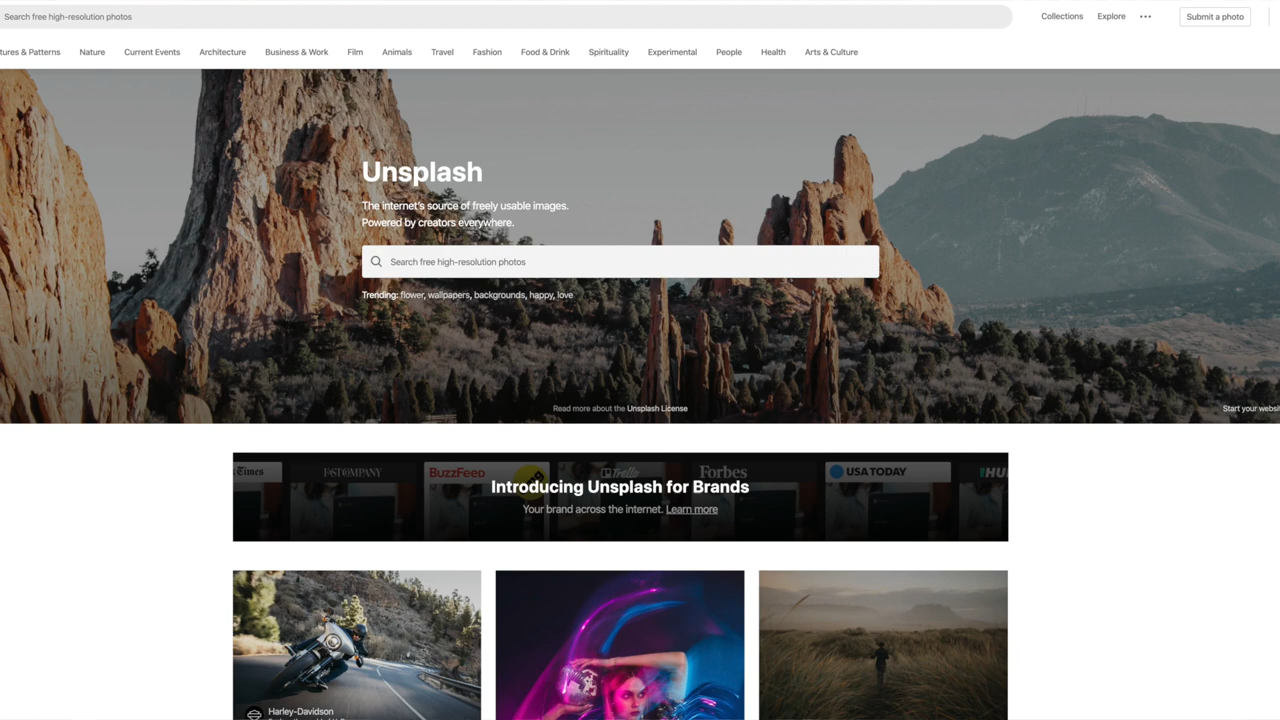 Search free high-resolution photos
Collections Explore Submit a photo
tures & Patterns Nature Current Events Architecture Business & Work Film Animals Travel Fashion Food & Drink Spirituality Experimental People Health Arts & Culture
Unsplash
The internet's source of freely usable images.
Powered by creators everywhere.
Search free high-resolution photos
Trending: flower, wallpapers, backgrounds, happy, love
Read more about the Unsplash License
Start your websi
k Times FAST COMPANY BuzzFeed Trello Forbes USA TODAY HU
Introducing Unsplash for Brands
Your brand across the internet. Learn more
Harley-Davidson